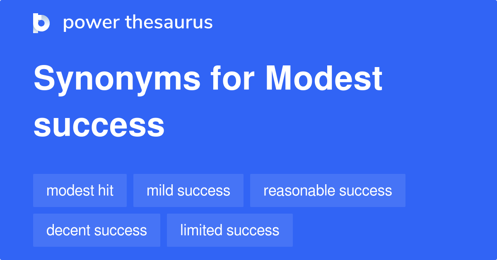 power thesaurus
Synonyms for Modest
success
modest hit mild success reasonable success
decent success limited success